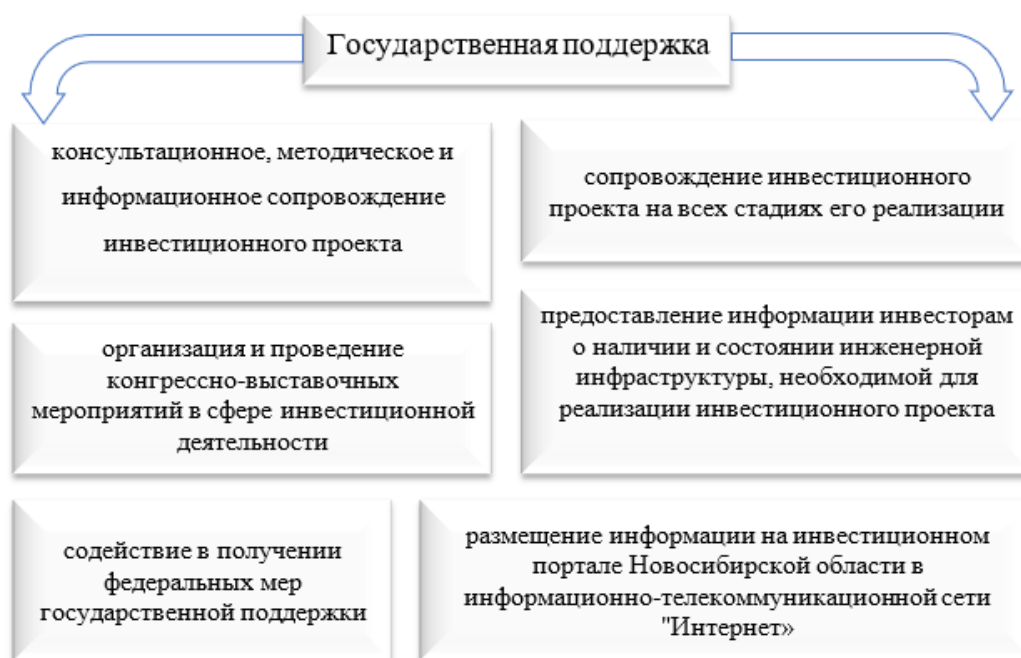 Государственная поддержка
консультационное, методическое и
информационное сопровождение
инвестиционного проекта
сопровождение инвестиционного
проекта на всех стадиях его реализации
организация и проведение
конгрессно-выставочных
мероприятий в сфере инвестиционной
деятельности
предоставление информации инвесторам
о наличии и состоянии инженерной
инфраструктуры, необходимой для
реализации инвестиционного проекта
содействие в получении
федеральных мер
государственной поддержки
размещение информации на инвестиционном
портале Новосибирской области в
информационно-телекоммуникационной сети
"Интернет»